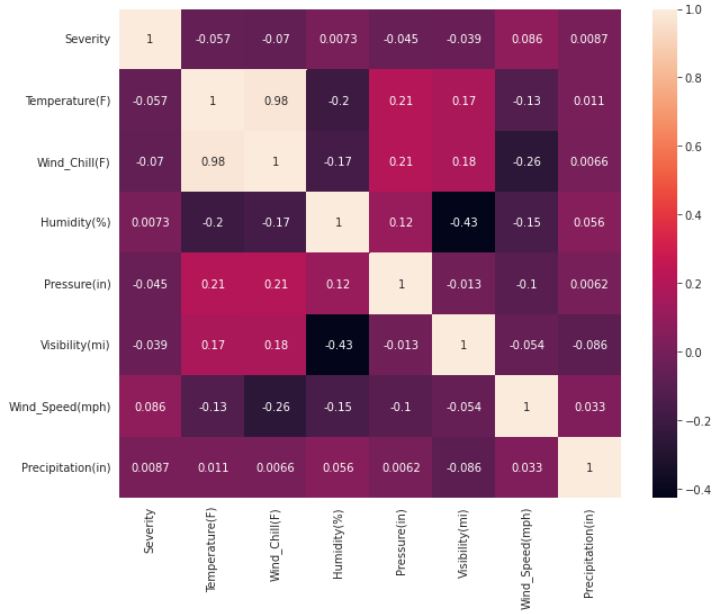 Severity 1 -0.057 -0.07 0.0073 -0.045 -0.039 0.086 0.0087
Temperature(F) -0.057 1 0.98 -0.2 0.21 0.17 -0.13 0.011
Wind_Chill(F) -0.07 0.98 1 -0.17 0.21 0.18 -0.26 0.0066
Humidity(%) 0.0073 -0.2 -0.17 1 0.12 -0.43 -0.15 0.056
Pressure(in) -0.045 0.21 0.21 0.12 1 -0.013 -0.1 0.0062
Visibility(mi) -0.039 0.17 0.18 -0.43 -0.013 1 -0.054 -0.086
Wind_Speed(mph) 0.086 -0.13 -0.26 -0.15 -0.1 -0.054 1 0.033
Precipitation(in) 0.0087 0.011 0.0066 0.056 0.0062 -0.086 0.033 1
Severity
Temperature(F)
Wind_Chill(F)
Humidity(%)
Pressure(in)
Visibility(mi)
Wind_Speed(mph)
Precipitation(in)
1.0
0.8
0.6
0.4
0.2
0.0
−0.2
−0.4